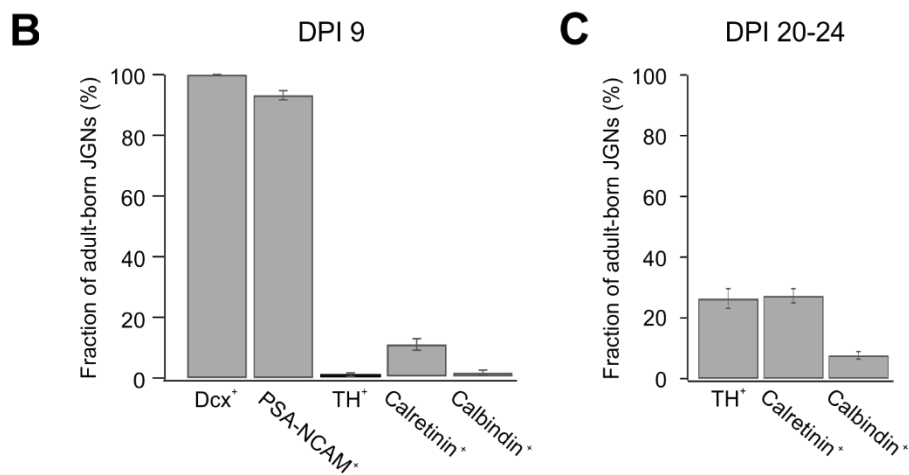 B
DPI 9
Fraction of adult-born JGNs (%)
100
80
60
40
20
0
Dcx+
PSA-NCAM+
TH+
Calretinin+
Calbindin+
C
DPI 20-24
Fraction of adult-born JGNs (%)
100
80
60
40
20
0
TH+
Calretinin+
Calbindin+